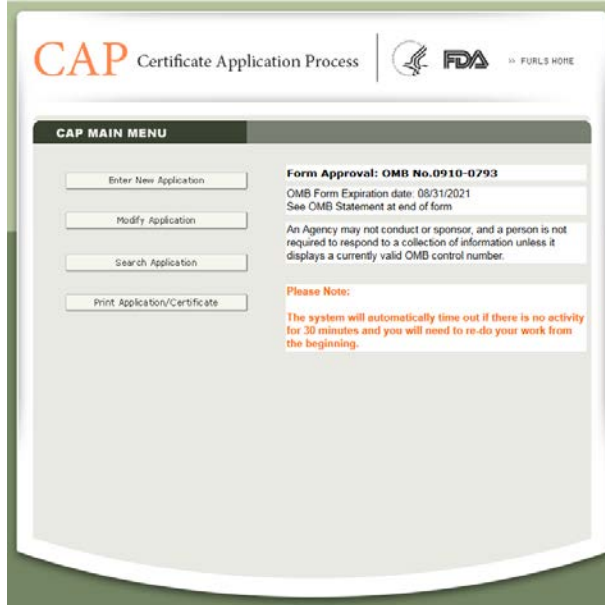 CAP Certificate Application Process FDA >> FURLS HOME
CAP MAIN MENU
Enter New Application
Modify Application
Search Application
Print Application/Certificate
Form Approval: OMB No.0910-0793
OMB Form Expiration date: 08/31/2021
See OMB Statement at end of form
An Agency may not conduct or sponsor, and a person is not
required to respond to a collection of information unless it
displays a currently valid OMB control number.
Please Note:
The system will automatically time out if there is no activity
for 30 minutes and you will need to re-do your work from
the beginning.